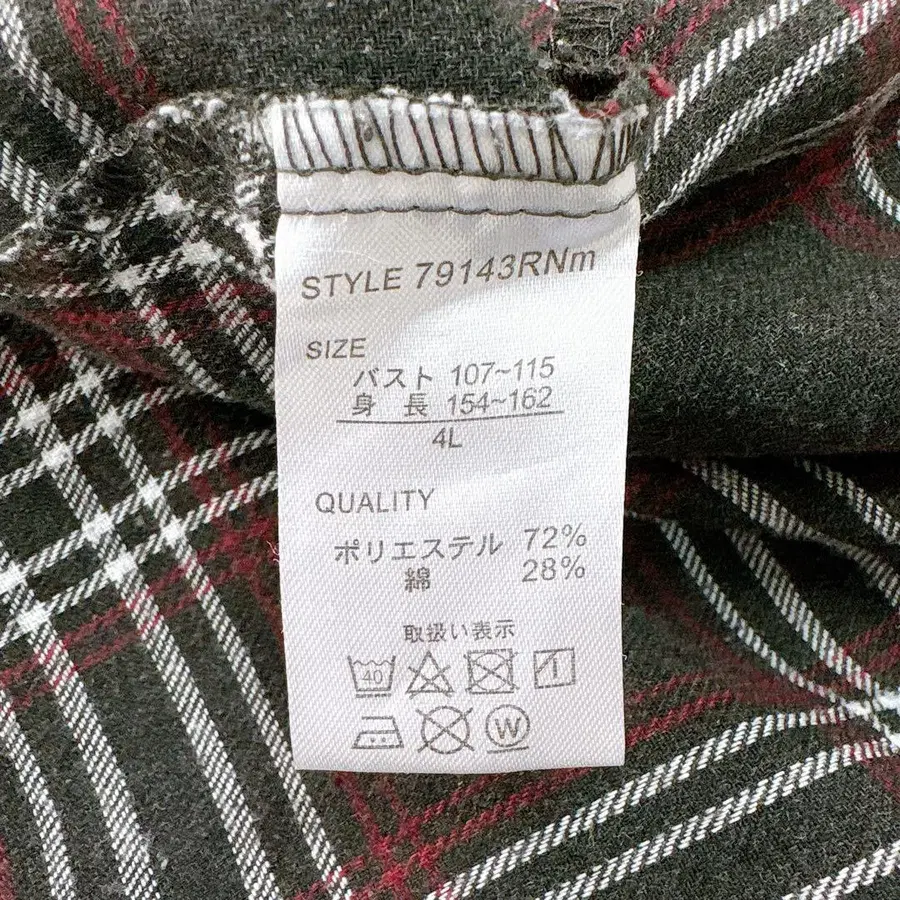 STYLE 79143RNm
SIZE
バスト 107~115
身 長 154~162
4L
QUALITY
ポリエステル 72%
綿 28%
取扱い表示
40
W